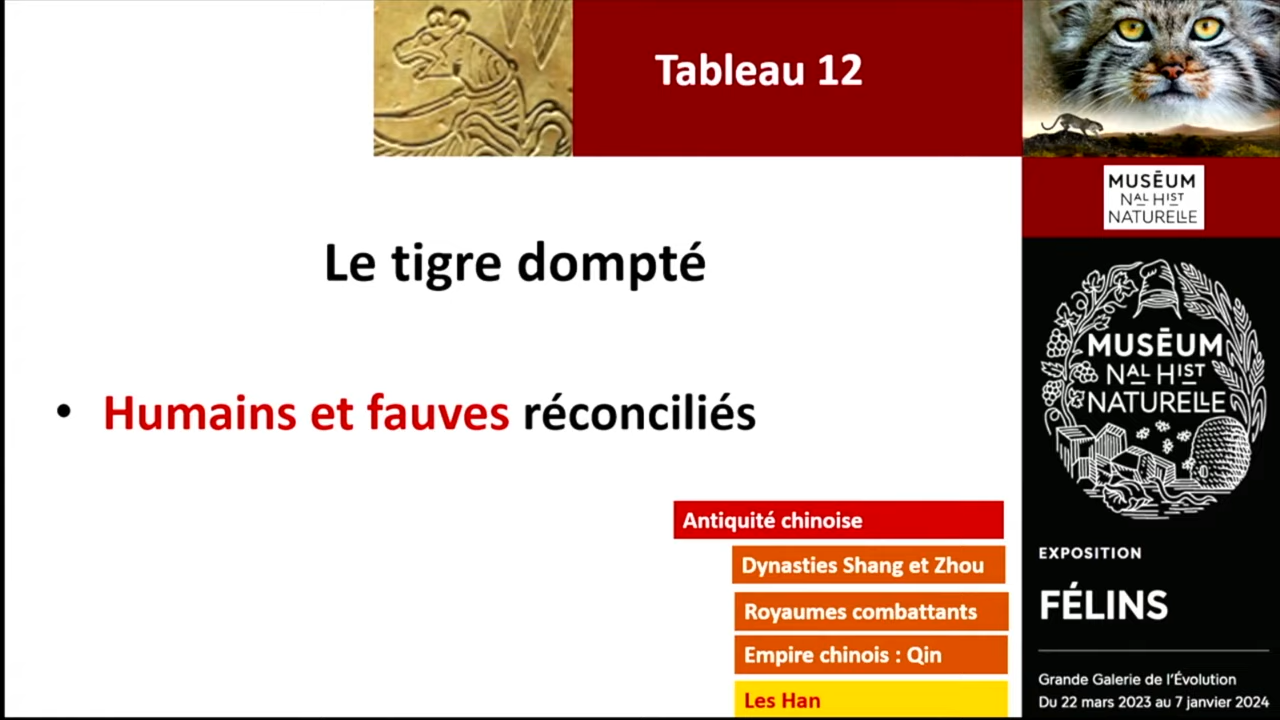 Tableau 12
Le tigre dompté
• Humains et fauves réconciliés
Antiquité chinoise
Dynasties Shang et Zhou
Royaumes combattants
Empire chinois : Qin
Les Han
MUSĒUM
NAL HIST
NATURELLE
MUSĒUM
NAL HIST
NATURELLE
EXPOSITION
FÉLINS
Grande Galerie de l'Évolution
Du 22 mars 2023 au 7 janvier 2024